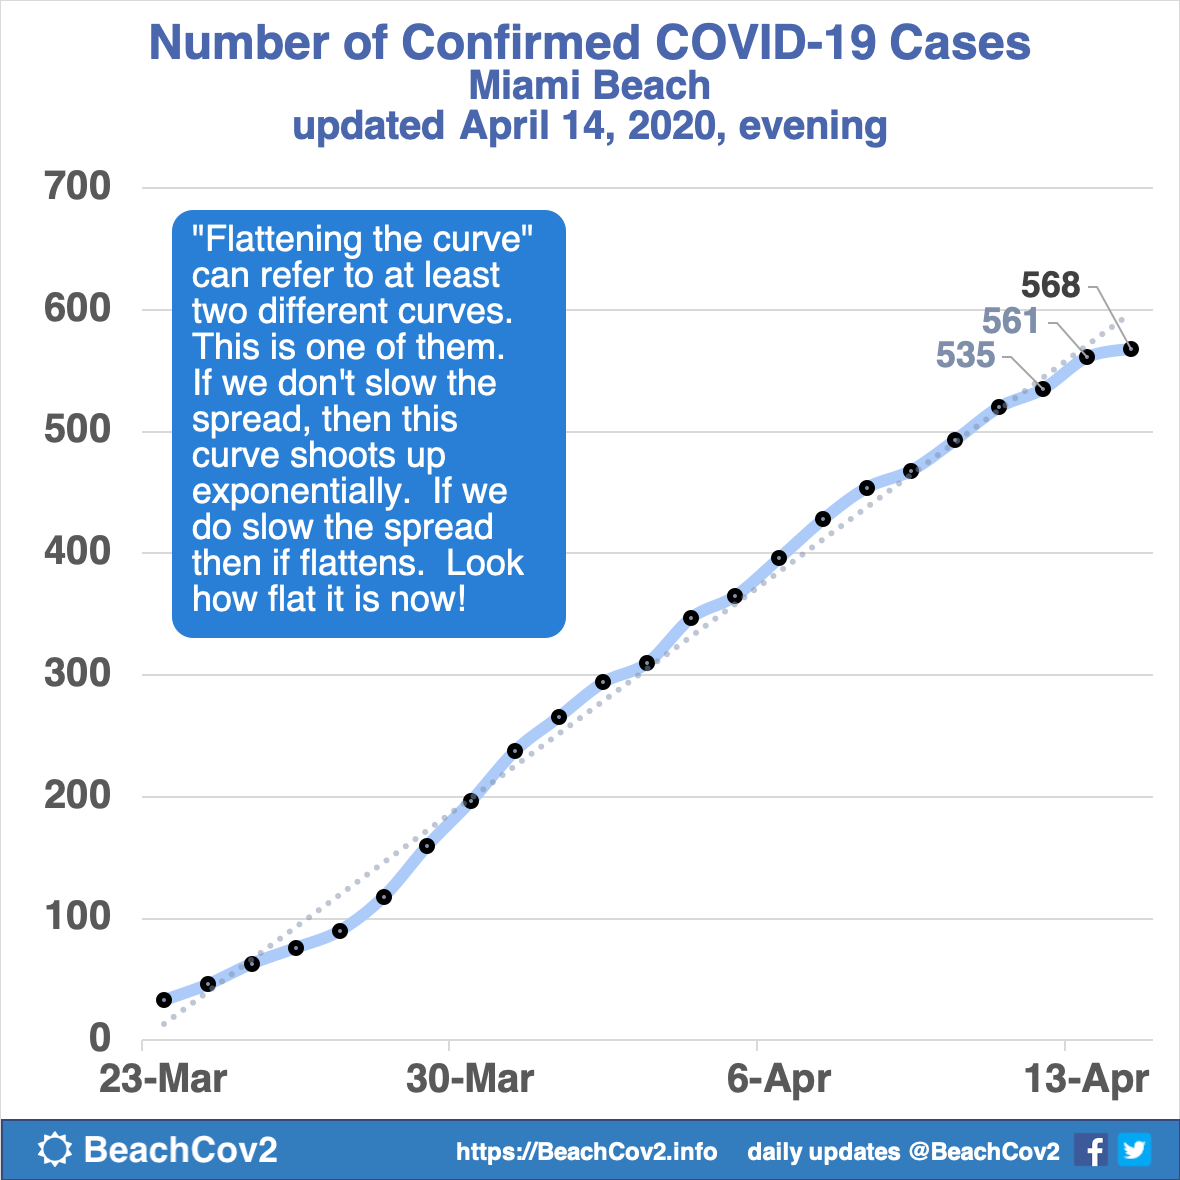 Number of Confirmed COVID-19 Cases
Miami Beach
updated April 14, 2020, evening
700
600
500
400
300
200
100
0
"Flattening the curve"
can refer to at least
two different curves.
This is one of them.
If we don't slow the
spread, then this
curve shoots up
exponentially.  If we
do slow the spread
then if flattens.  Look
how flat it is now!
568
561
535
23-Mar 30-Mar 6-Apr 13-Apr
BeachCov2 https://BeachCov2.info daily updates @BeachCov2